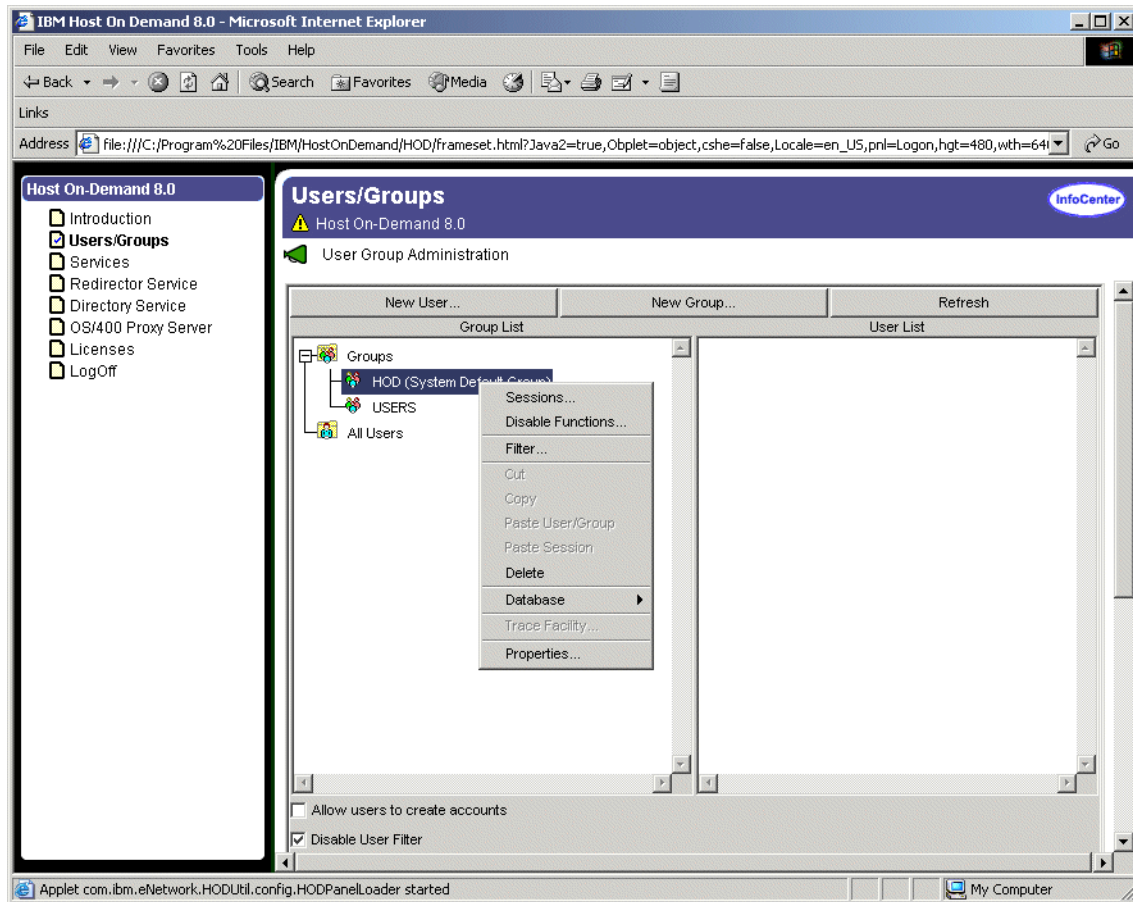 IBM Host On Demand 8.0 - Microsoft Internet Explorer
File Edit View Favorites Tools Help
Back Search Favorites Media
Links
Address file:///C:/Program%20Files/IBM/HostOnDemand/HOD/frameset.html?Java2=true,Obplet=object,cshe=false,Locale=en_US,pnl=Logon,hgt=480,wth=64 Go
Host On-Demand 8.0
Introduction
Users/Groups
Services
Redirector Service
Directory Service
OS/400 Proxy Server
Licenses
LogOff
Users/Groups
InfoCenter
Host On-Demand 8.0
User Group Administration
New User... New Group... Refresh
Group List User List
Groups
HOD (System Default Group)
USERS
All Users
Sessions...
Disable Functions...
Filter...
Cut
Copy
Paste User/Group
Paste Session
Delete
Database
Trace Facility...
Properties...
Allow users to create accounts
Disable User Filter
Applet com.ibm.eNetwork.HODUtil.config.HODPanelLoader started My Computer